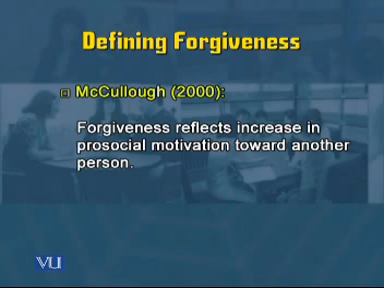 Defining Forgiveness
McCullough (2000):
Forgiveness reflects increase in
prosocial motivation toward another
person.
VU